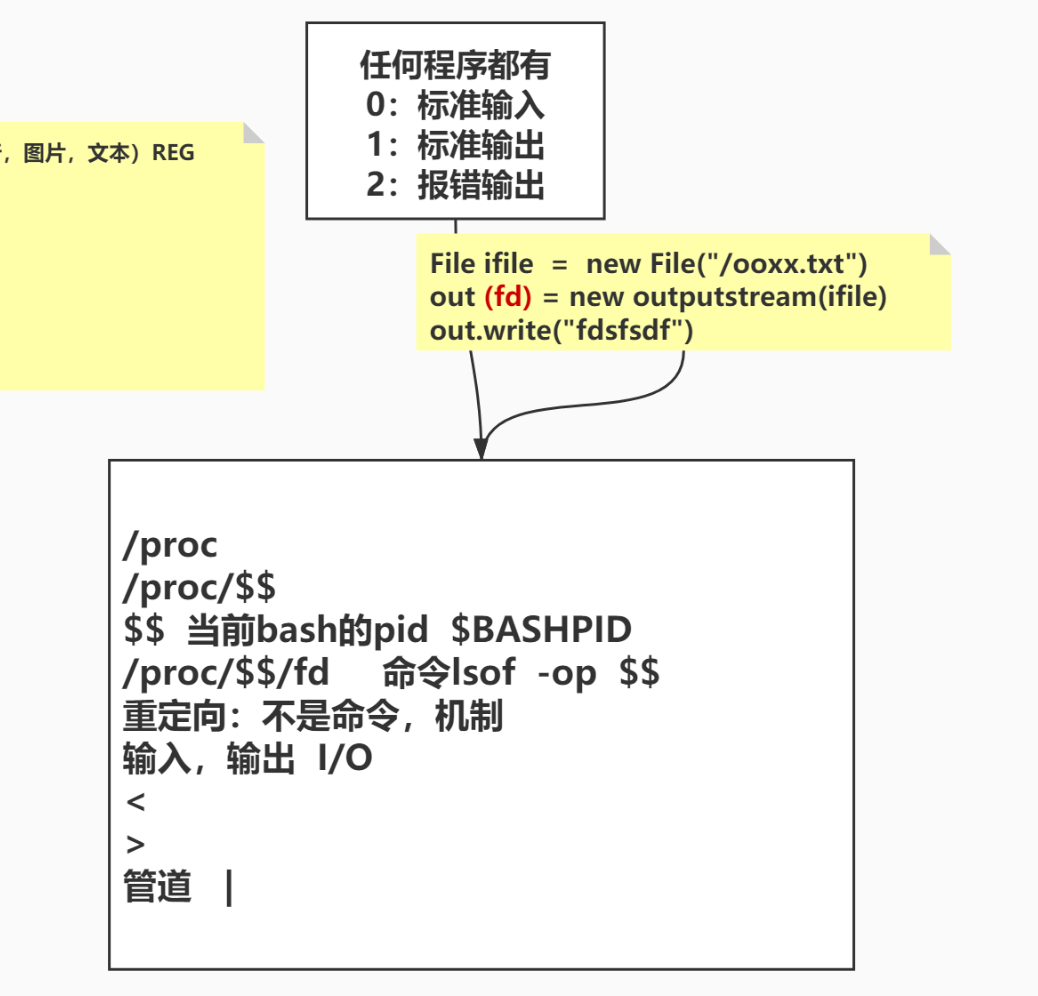 任何程序都有
0：标准输入
1：标准输出
2：报错输出
，图片，文本）REG
File ifile = new File("/ooxx.txt")
out (fd) = new outputstream(ifile)
out.write("fdsfsdf")
/proc
/proc/$$
$$ 当前bash的pid $BASHPID
/proc/$$/fd 命令lsof -op $$
重定向：不是命令，机制
输入，输出 I/O
<
>
管道 |